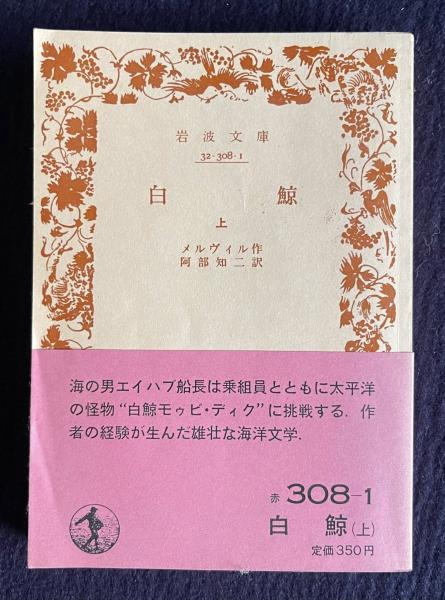 岩波文庫
32-308-1
白鯨
上
メルヴィル作
阿部知二訳
海の男エイハブ船長は乗組員とともに太平洋
の怪物“白鯨モゥビ・ディク”に挑戦する．作
者の経験が生んだ雄壮な海洋文学．
赤 308-1
白鯨(上)
定価350円